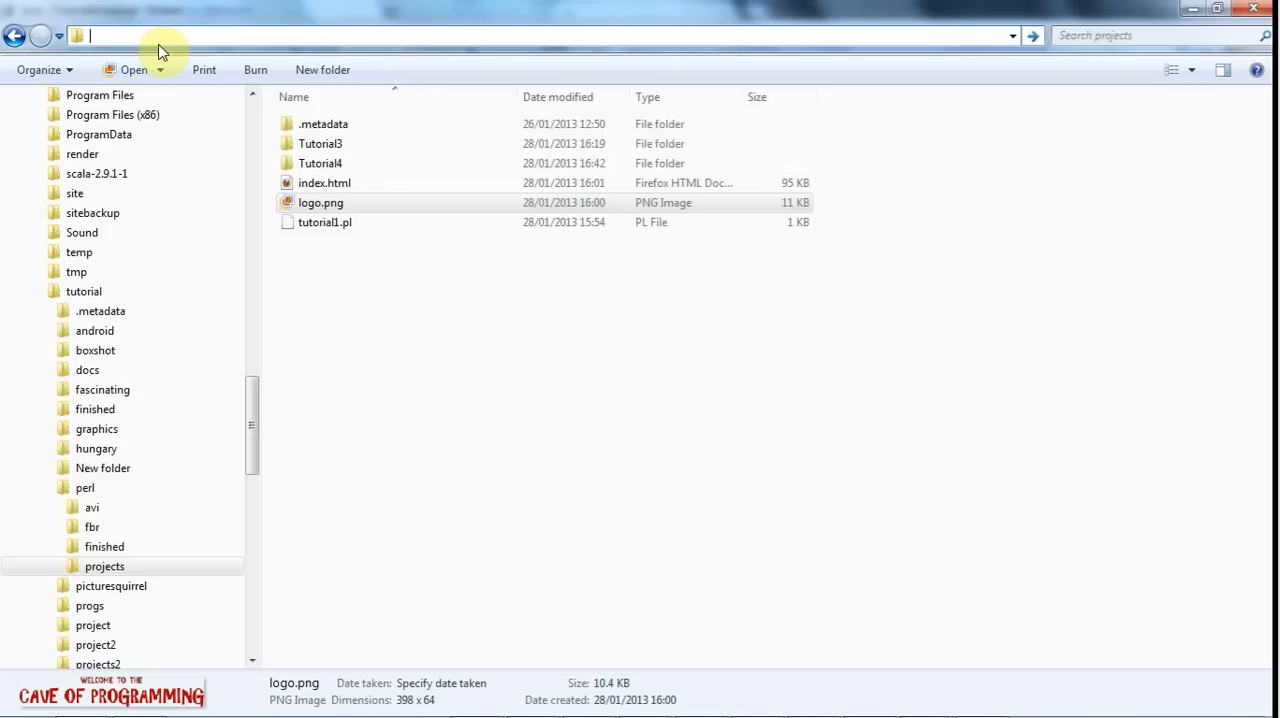 Search projects
Organize Open Print Burn New folder
Name Date modified Type Size
Program Files
Program Files (x86)
ProgramData
render
scala-2.9.1-1
site
sitebackup
Sound
temp
tmp
tutorial
.metadata
android
boxshot
docs
fascinating
finished
graphics
hungary
New folder
perl
avi
fbr
finished
projects
picturesquirrel
progs
project
project2
projects2
.metadata 26/01/2013 12:50 File folder
Tutorial3 28/01/2013 16:19 File folder
Tutorial4 28/01/2013 16:42 File folder
index.html 28/01/2013 16:01 Firefox HTML Doc... 95 KB
logo.png 28/01/2013 16:00 PNG Image 11 KB
tutorial1.pl 28/01/2013 15:54 PL File 1 KB
WELCOME TO THE
CAVE OF PROGRAMMING
logo.png Date taken: Specify date taken Size: 10.4 KB
PNG Image Dimensions: 398 x 64 Date created: 28/01/2013 16:00